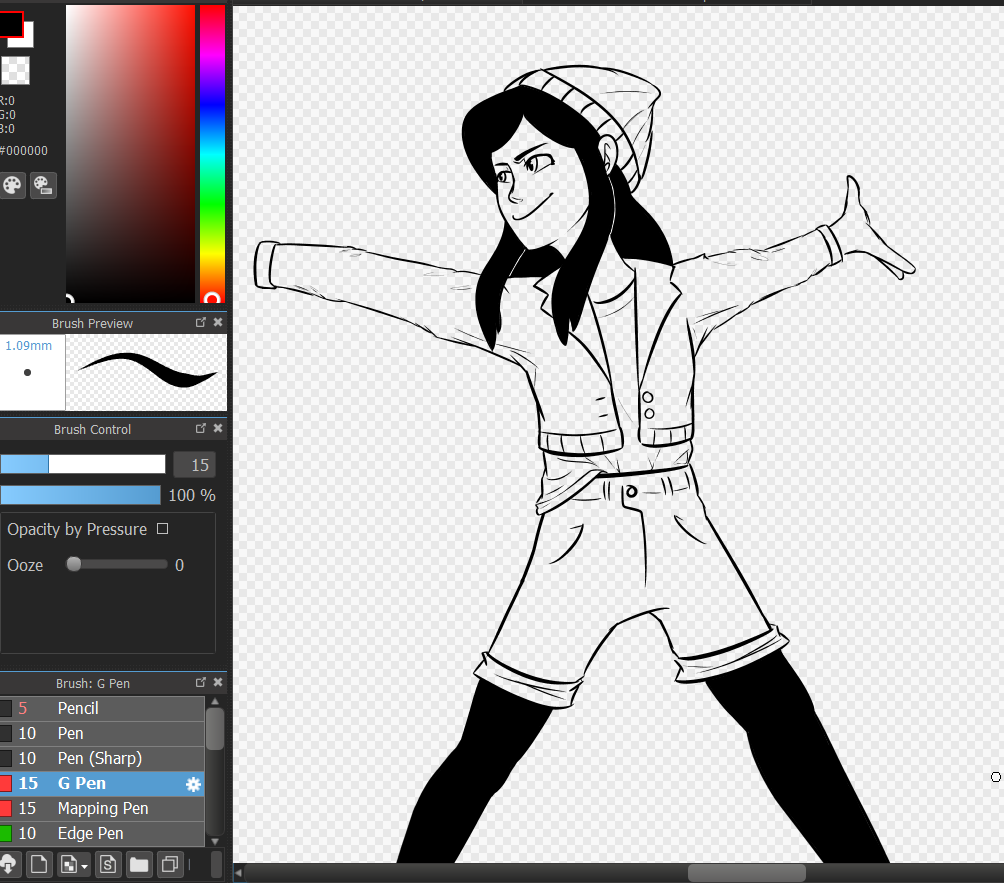 R:0
G:0
B:0
#000000
Brush Preview
1.09mm
Brush Control
15
100 %
Opacity by Pressure
Ooze 0
Brush: G Pen
5 Pencil
10 Pen
10 Pen (Sharp)
15 G Pen
15 Mapping Pen
10 Edge Pen
S